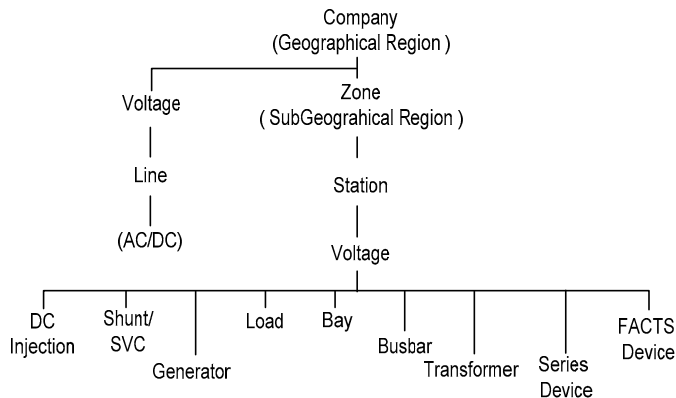 Company
(Geographical Region )
Voltage
Zone
( SubGeograhical Region )
Line
Station
(AC/DC)
Voltage
DC
Injection
Shunt/
SVC
Generator
Load
Bay
Busbar
Transformer
Series
Device
FACTS
Device